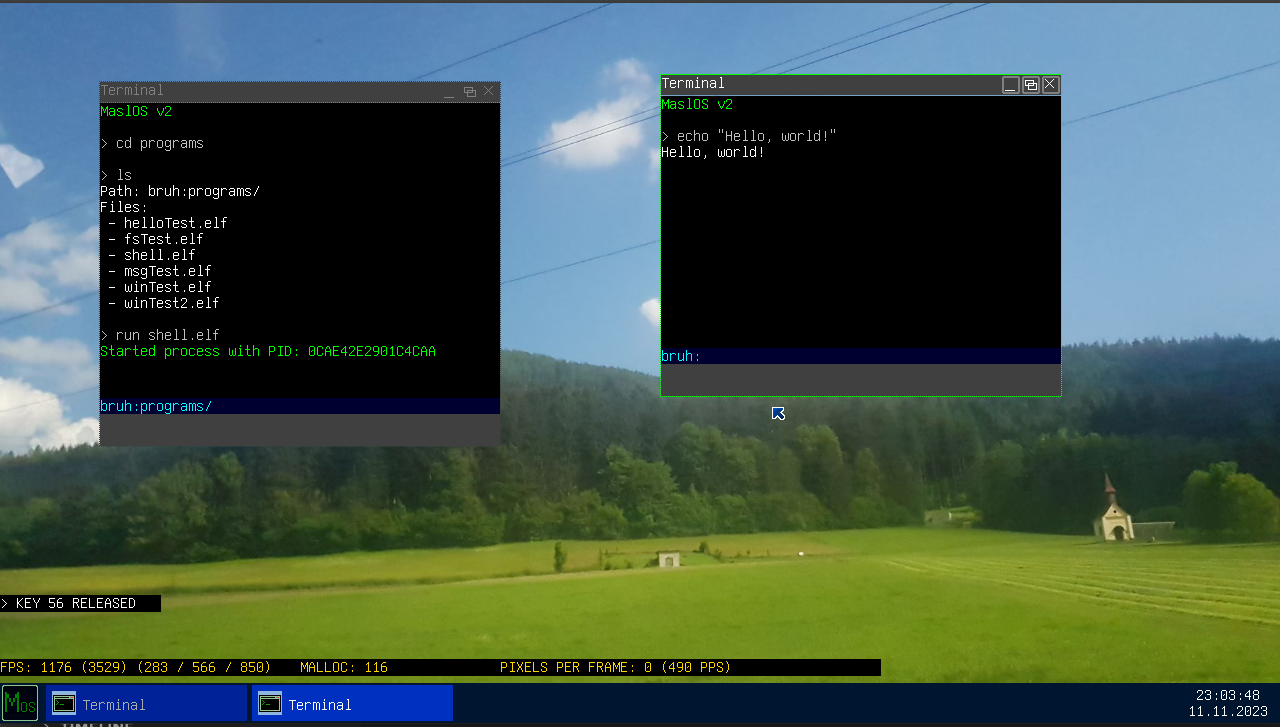 Terminal
MaslOS v2
> cd programs
> ls
Path: bruh:programs/
Files:
- helloTest.elf
- fsTest.elf
- shell.elf
- msgTest.elf
- winTest.elf
- winTest2.elf
> run shell.elf
Started process with PID: 0CAE42E2901C4CAA
bruh:programs/
Terminal
MaslOS v2
> echo "Hello, world!"
Hello, world!
bruh:
> KEY 56 RELEASED
FPS: 1176 (3529) (283 / 566 / 850) MALLOC: 116 PIXELS PER FRAME: 0 (490 PPS)
Mos Terminal Terminal 23:03:48
11.11.2023